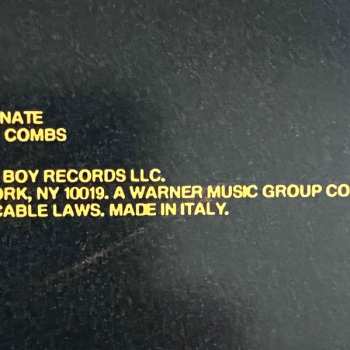 NATE
COMBS
BOY RECORDS LLC.
ORK, NY 10019. A WARNER MUSIC GROUP CO
CABLE LAWS. MADE IN ITALY.